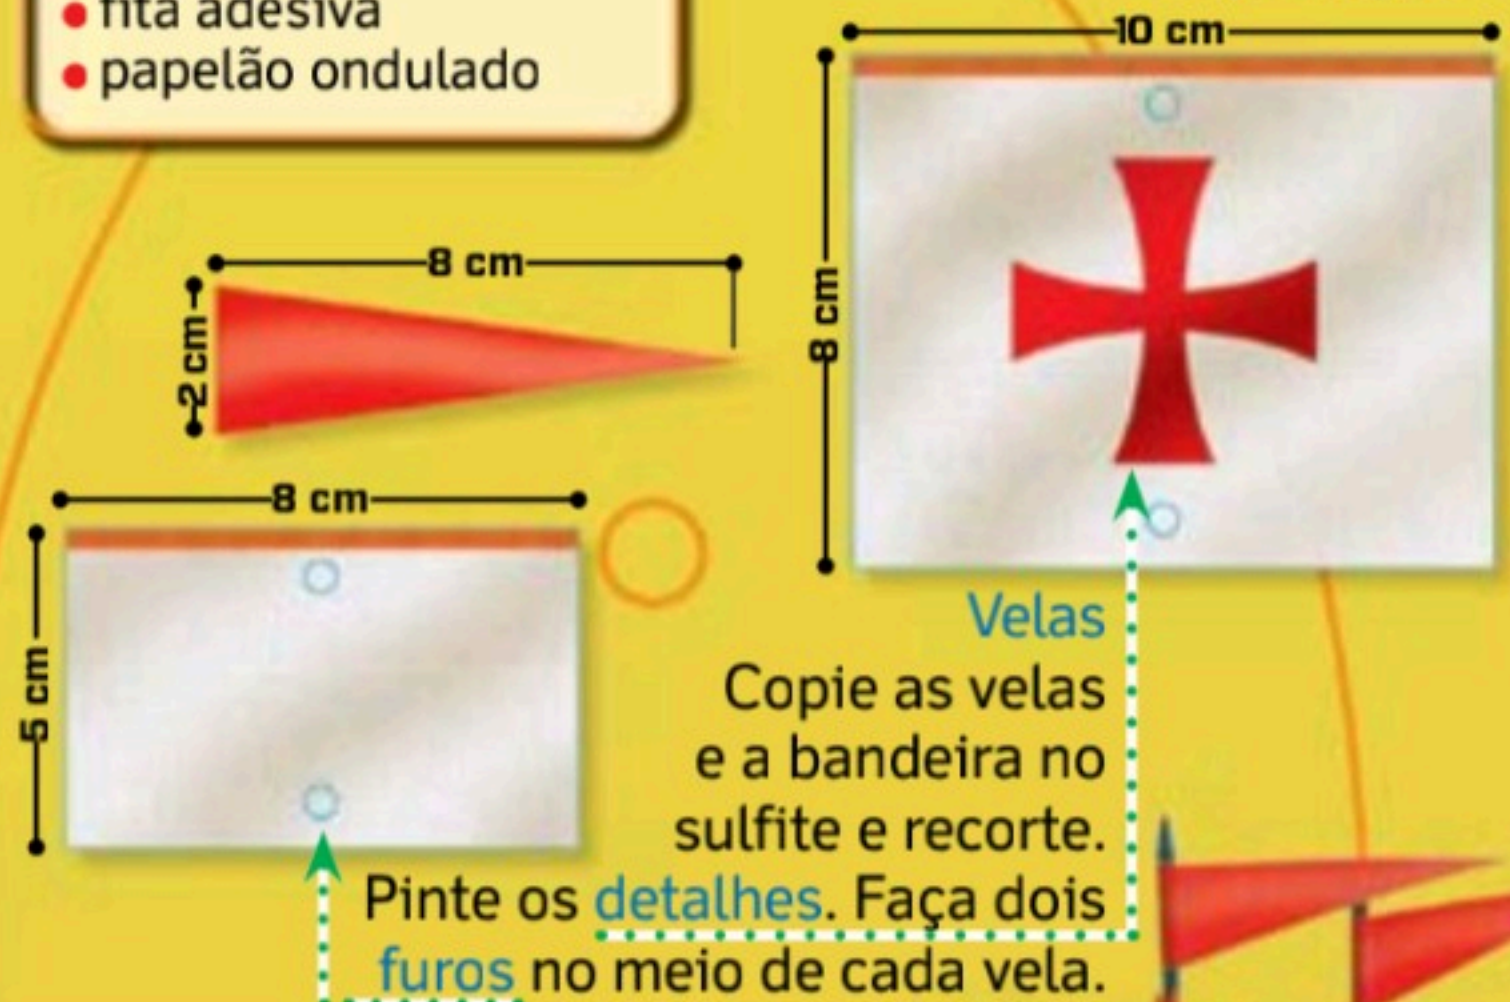 • fita adesiva
• papelão ondulado
10 cm
8 cm
8 cm
2 cm
8 cm
5 cm
Velas
Copie as velas
e a bandeira no
sulfite e recorte.
Pinte os detalhes. Faça dois
furos no meio de cada vela.